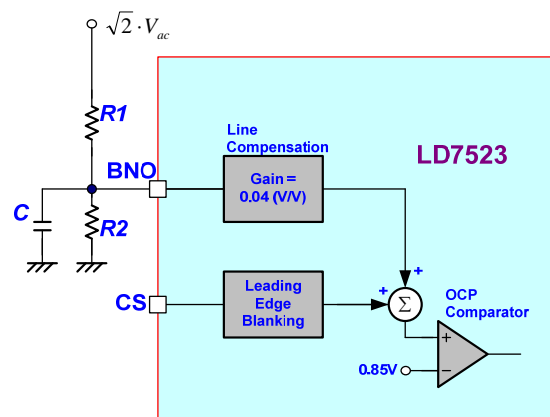 √2 · Vac
R1
Line
Compensation
LD7523
BNO
Gain =
0.04 (V/V)
C
R2
+
CS
Leading
Edge
Blanking
+
Σ
OCP
Comparator
+
0.85V
−